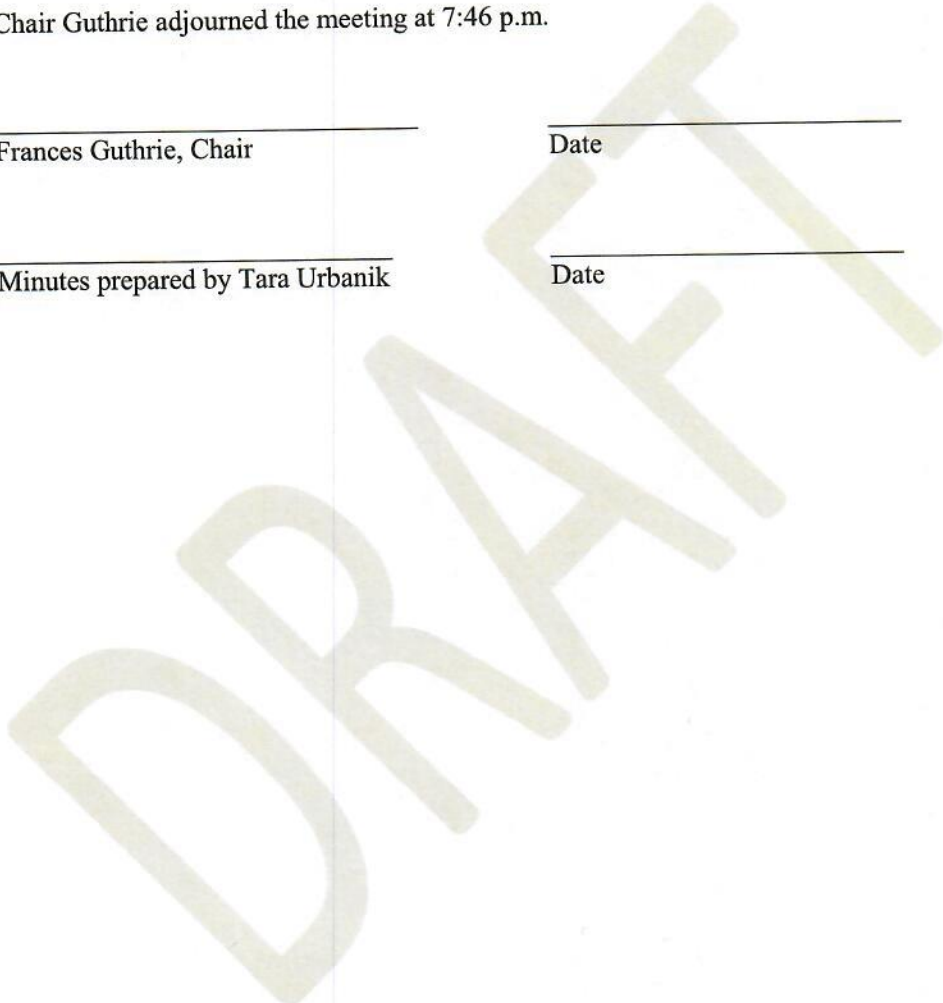 Chair Guthrie adjourned the meeting at 7:46 p.m.
Frances Guthrie, Chair
Date
Minutes prepared by Tara Urbanik
Date
DRAFT